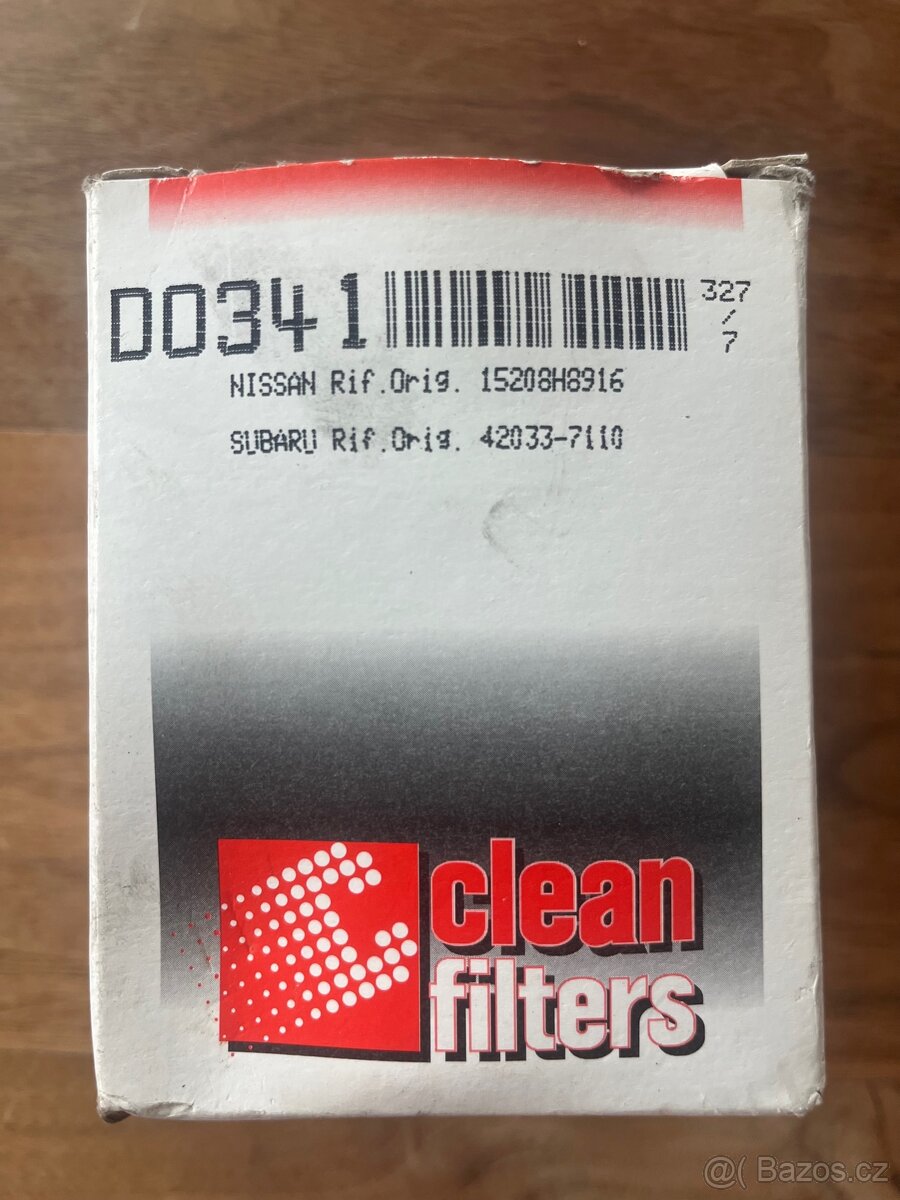 DO341
327
/
7
NISSAN Rif.Orig. 15208H8916
SUBARU Rif.Orig. 42033-7110
clean
filters
@( Bazos.cz